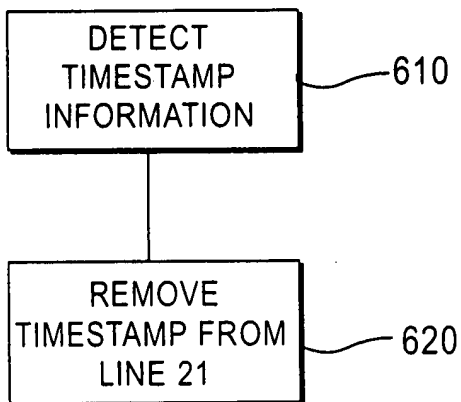 DETECT
TIMESTAMP
INFORMATION
610
REMOVE
TIMESTAMP FROM
LINE 21
620